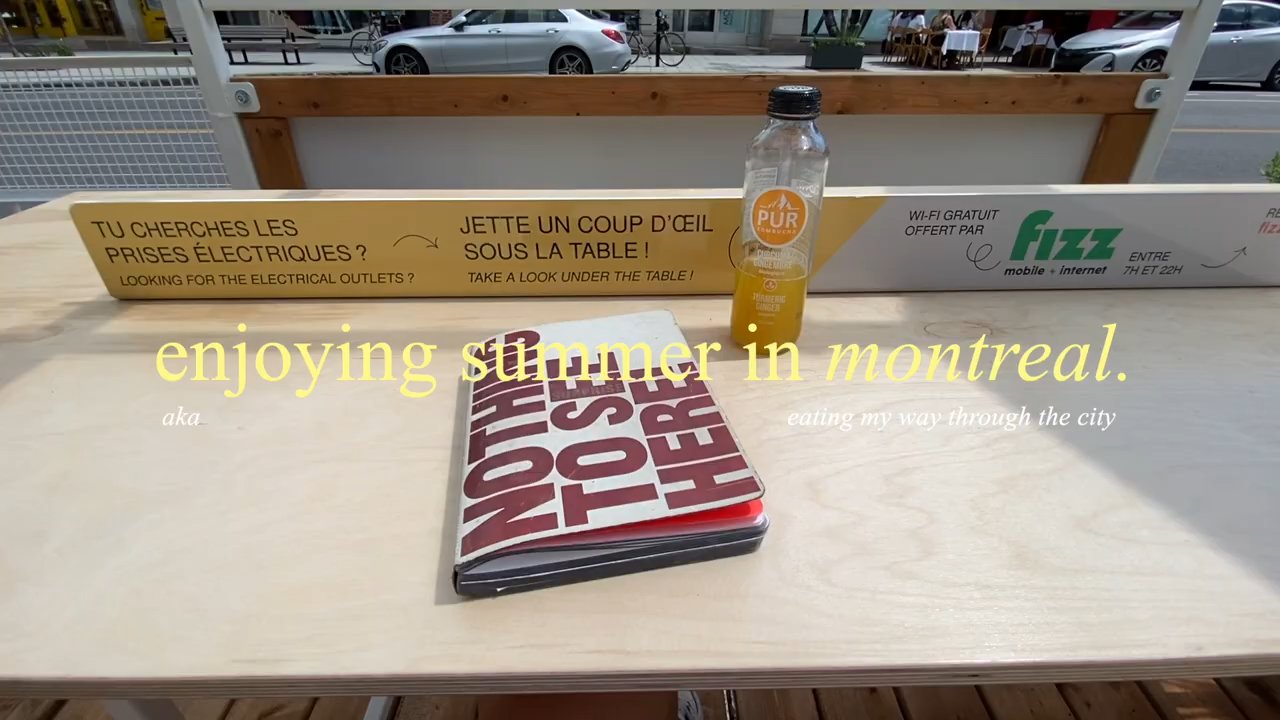 TU CHERCHES LES
PRISES ÉLECTRIQUES ?
LOOKING FOR THE ELECTRICAL OUTLETS ?
JETTE UN COUP D'ŒIL
SOUS LA TABLE !
TAKE A LOOK UNDER THE TABLE !
PUR
KOMBUCHA
TURMERIC
GINGER
WI-FI GRATUIT
OFFERT PAR
fizz
mobile + internet
ENTRE
7H ET 22H
enjoying summer in montreal.
aka
eating my way through the city
NOTHING
TO SEE
HERE